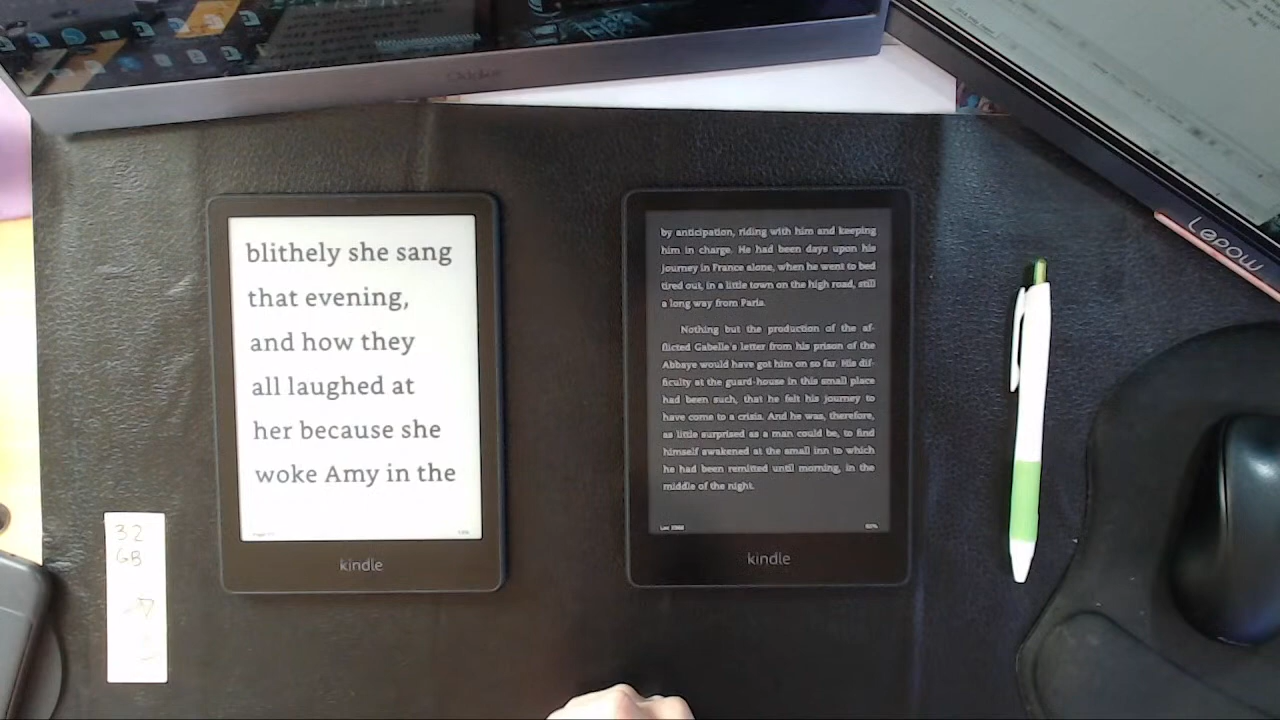 blithely she sang
that evening,
and how they
all laughed at
her because she
woke Amy in the
kindle
by anticipation, riding with him and keeping
him in charge. He had been days upon his
journey in France alone, when he went to bed
tired out, in a little town on the high road, still
a long way from Paris.
Nothing but the production of the af-
flicted Gabelle's letter from his prison of the
Abbaye would have got him on so far. His dif-
ficulty at the guard-house in this small place
had been such, that he felt his journey to
have come to a crisis. And he was, therefore,
as little surprised as a man could be, to find
himself awakened at the small inn to which
he had been remitted until morning, in the
middle of the night.
kindle
Lepow
32
GB